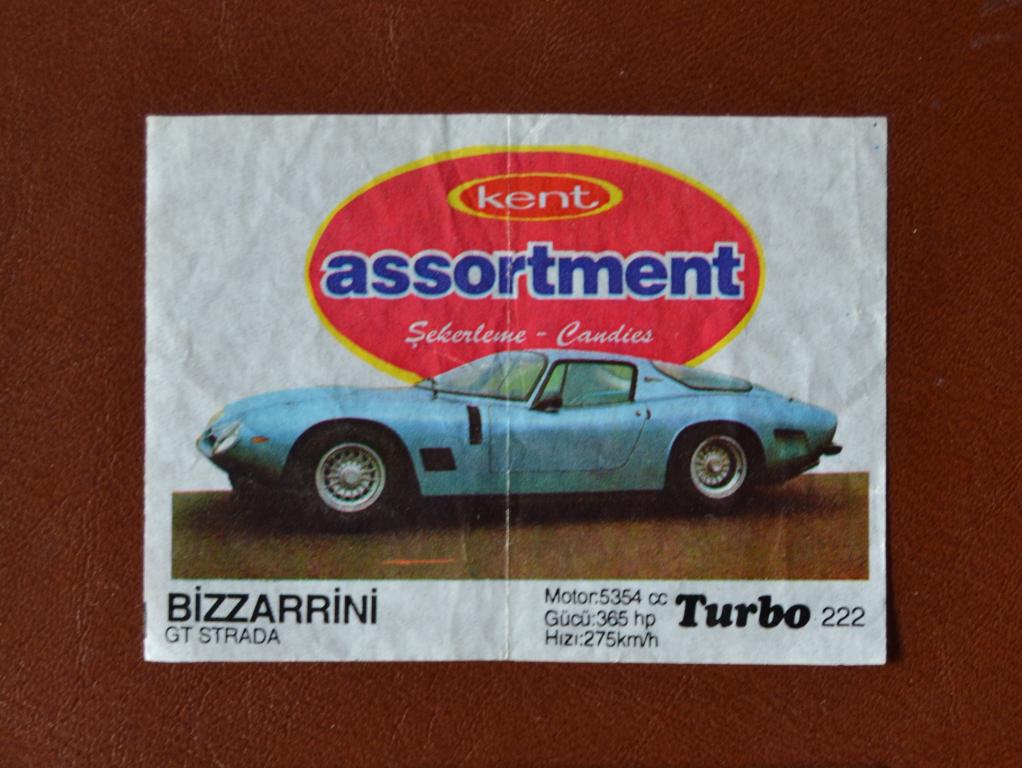 kent
assortment
Şekerleme - Candies
BİZZARRİNİ
GT STRADA
Motor:5354 cc
Gücü:365 hp
Hızı:275km/h
Turbo 222